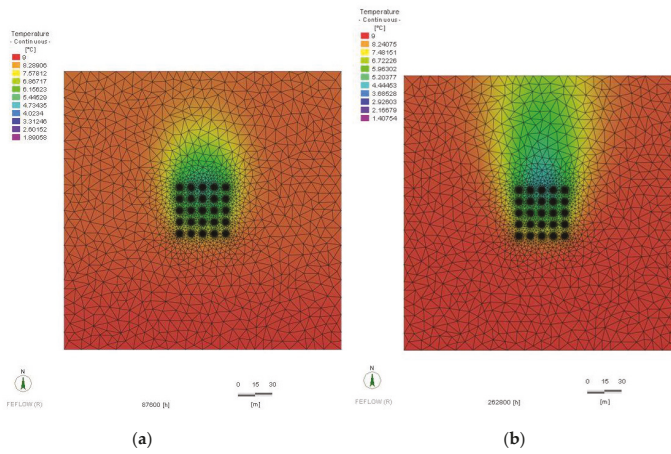 Temperature
- Continuous -
[°C]
9
8.28906
7.57812
6.86717
6.15623
5.44529
4.73435
4.0234
3.31246
2.60152
1.89058
N
FEFLOW (R)
87600 [h]
0 15 30
[m]
(a)
Temperature
- Continuous -
[°C]
9
8.24075
7.48151
6.72226
5.96302
5.20377
4.44453
3.68528
2.92603
2.16679
1.40754
N
FEFLOW (R)
262800 [h]
0 15 30
[m]
(b)